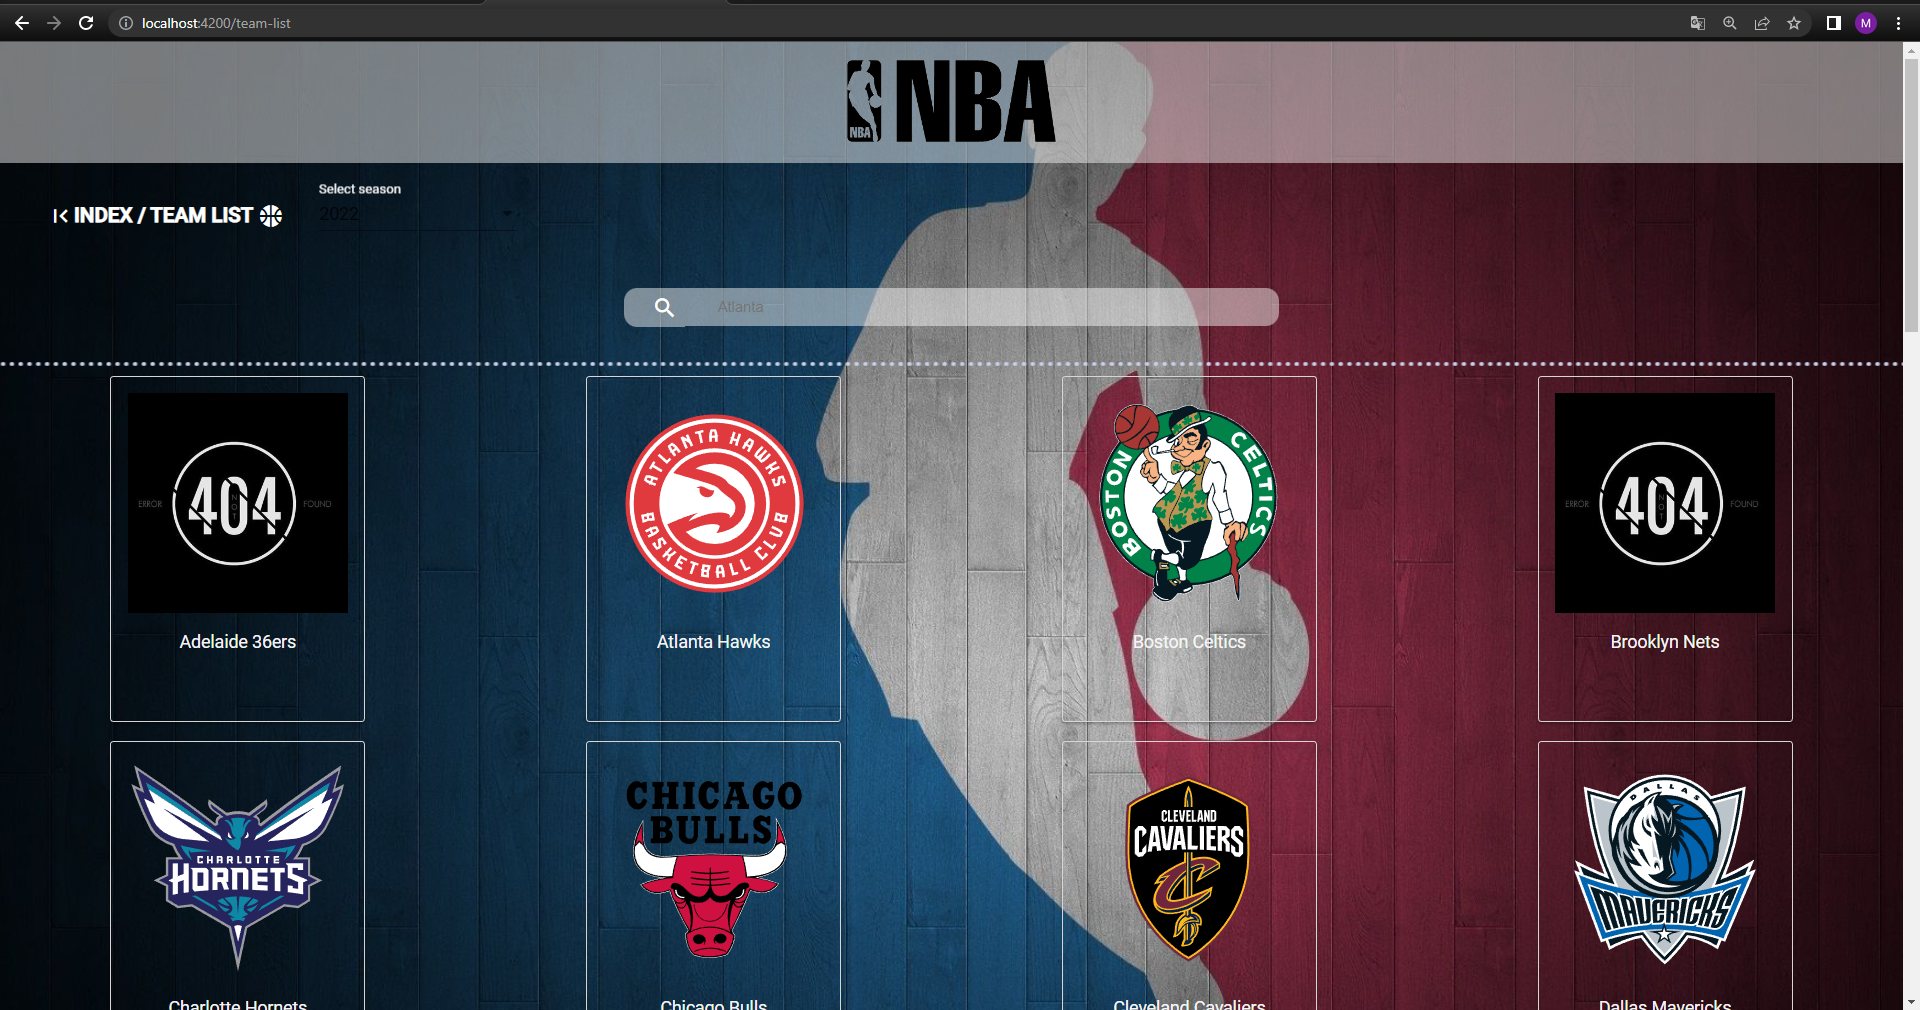 localhost:4200/team-list
M
NBA
NBA
INDEX / TEAM LIST
Select season
2022
Atlanta
ERROR 404 FOUND
NOT
Adelaide 36ers
ATLANTA HAWKS
BASKETBALL CLUB
Atlanta Hawks
BOSTON CELTICS
Boston Celtics
ERROR 404 FOUND
NOT
Brooklyn Nets
CHARLOTTE
HORNETS
Charlotte Hornets
CHICAGO
BULLS
Chicago Bulls
CLEVELAND
CAVALIERS
C
Cleveland Cavaliers
DALLAS
MAVERICKS
Dallas Mavericks